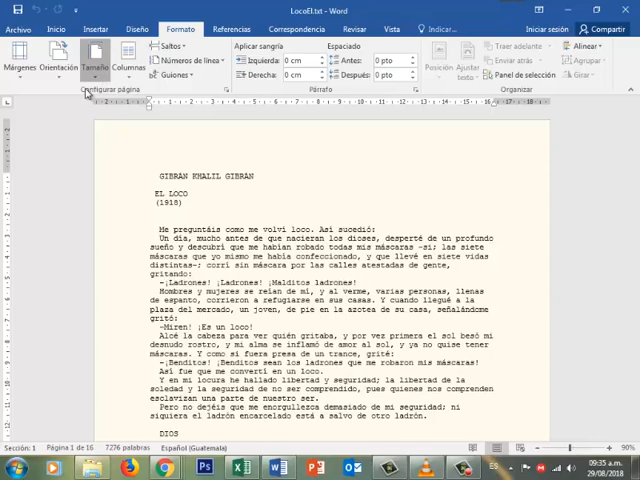 LocoEl.txt - Word
Archivo Inicio Insertar Diseño Formato Referencias Correspondencia Revisar Vista Indicar... Iniciar sesión Compartir
Márgenes Orientación Tamaño Columnas
Saltos
Números de línea
Guiones
Configurar página
Aplicar sangría Espaciado
Izquierda: 0 cm Antes: 0 pto
Derecha: 0 cm Después: 0 pto
Párrafo
Posición Ajustar texto
Traer adelante Alinear
Enviar atrás Agrupar
Panel de selección Girar
Organizar
GIBRÁN KHALIL GIBRÁN
EL LOCO
(1918)
Me preguntáis como me volví loco. Así sucedió:
Un día, mucho antes de que nacieran los dioses, desperté de un profundo
sueño y descubrí que me habían robado todas mis máscaras -sí; las siete
máscaras que yo mismo me había confeccionado, y que llevé en siete vidas
distintas-; corrí sin máscara por las calles atestadas de gente,
gritando:
-¡Ladrones! ¡Ladrones! ¡Malditos ladrones!
Hombres y mujeres se reían de mí, y al verme, varias personas, llenas
de espanto, corrieron a refugiarse en sus casas. Y cuando llegué a la
plaza del mercado, un joven, de pie en la azotea de su casa, señalándome
gritó:
-Miren! ¡Es un loco!
Alcé la cabeza para ver quién gritaba, y por vez primera el sol besó mi
desnudo rostro, y mi alma se inflamó de amor al sol, y ya no quise tener
máscaras. Y como si fuera presa de un trance, grité:
-¡Benditos! ¡Benditos sean los ladrones que me robaron mis máscaras!
Así fue que me convertí en un loco.
Y en mi locura he hallado libertad y seguridad; la libertad de la
soledad y la seguridad de no ser comprendido, pues quienes nos comprenden
esclavizan una parte de nuestro ser.
Pero no dejéis que me enorgullezca demasiado de mi seguridad; ni
siquiera el ladrón encarcelado está a salvo de otro ladrón.
DIOS
Sección: 1 Página 1 de 16 7276 palabras Español (Guatemala) 90%
ES 09:35 a.m.
29/08/2018